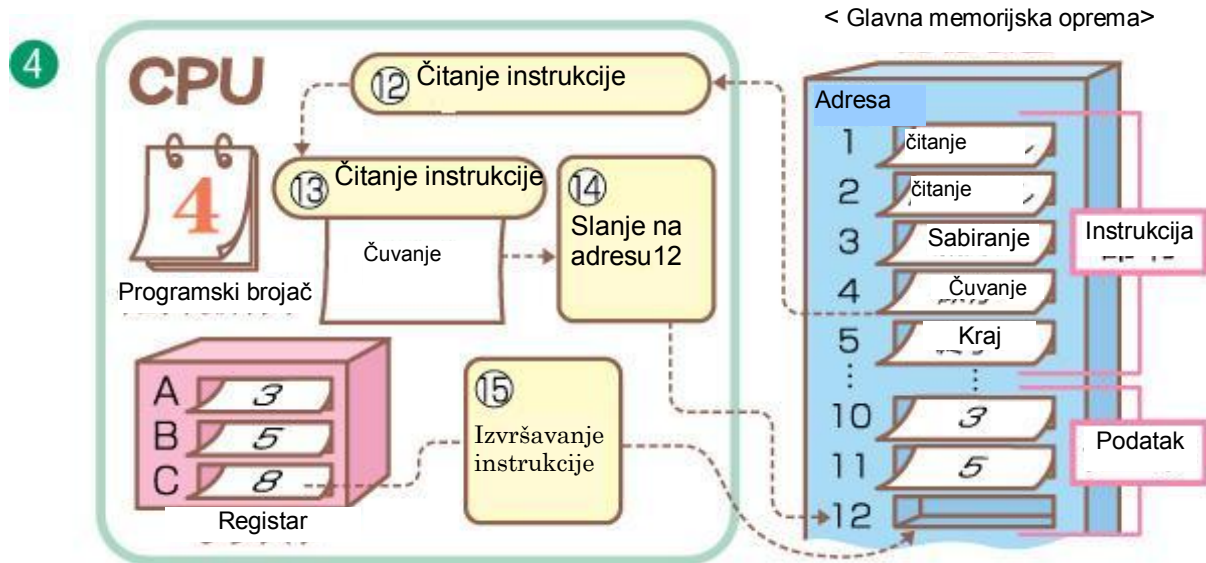 < Glavna memorijska oprema>
4
CPU
12 Čitanje instrukcije
4
Programski brojač
13 Čitanje instrukcije
Čuvanje
14
Slanje na
adresu12
A 3
B 5
C 8
Registar
15
Izvršavanje
instrukcije
Adresa
1 čitanje
2 čitanje
3 Sabiranje
4 Čuvanje
5 Kraj
10 3
11 5
12
Instrukcija
Podatak